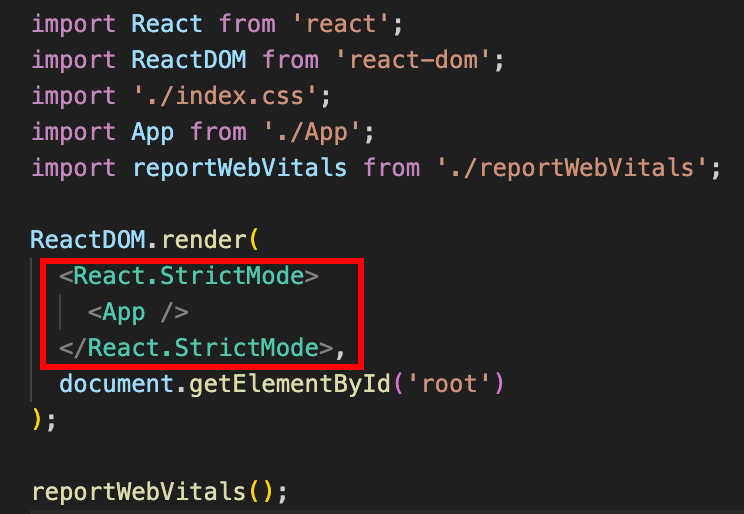 import React from 'react';
import ReactDOM from 'react-dom';
import './index.css';
import App from './App';
import reportWebVitals from './reportWebVitals';
ReactDOM.render(
<React.StrictMode>
<App />
</React.StrictMode>,
document.getElementById('root')
);
reportWebVitals();